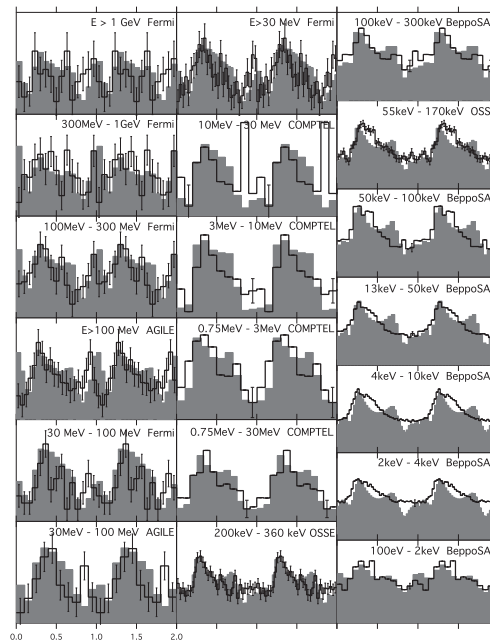 E > 1 GeV Fermi
300MeV - 1GeV Fermi
100MeV - 300 MeV Fermi
E>100 MeV AGILE
30 MeV - 100 MeV Fermi
30MeV - 100 MeV AGILE
0.0 0.5 1.0 1.5 2.0
E>30 MeV Fermi
10MeV - 30 MeV COMPTEL
3MeV - 10MeV COMPTEL
0.75MeV - 3MeV COMPTEL
0.75MeV - 30MeV COMPTEL
200keV - 360 keV OSSE
100keV - 300keV BeppoSA
55keV - 170keV OSS
50keV - 100keV BeppoSA
13keV - 50keV BeppoSA
4keV - 10keV BeppoSA
2keV - 4keV BeppoSA
100eV - 2keV BeppoSA